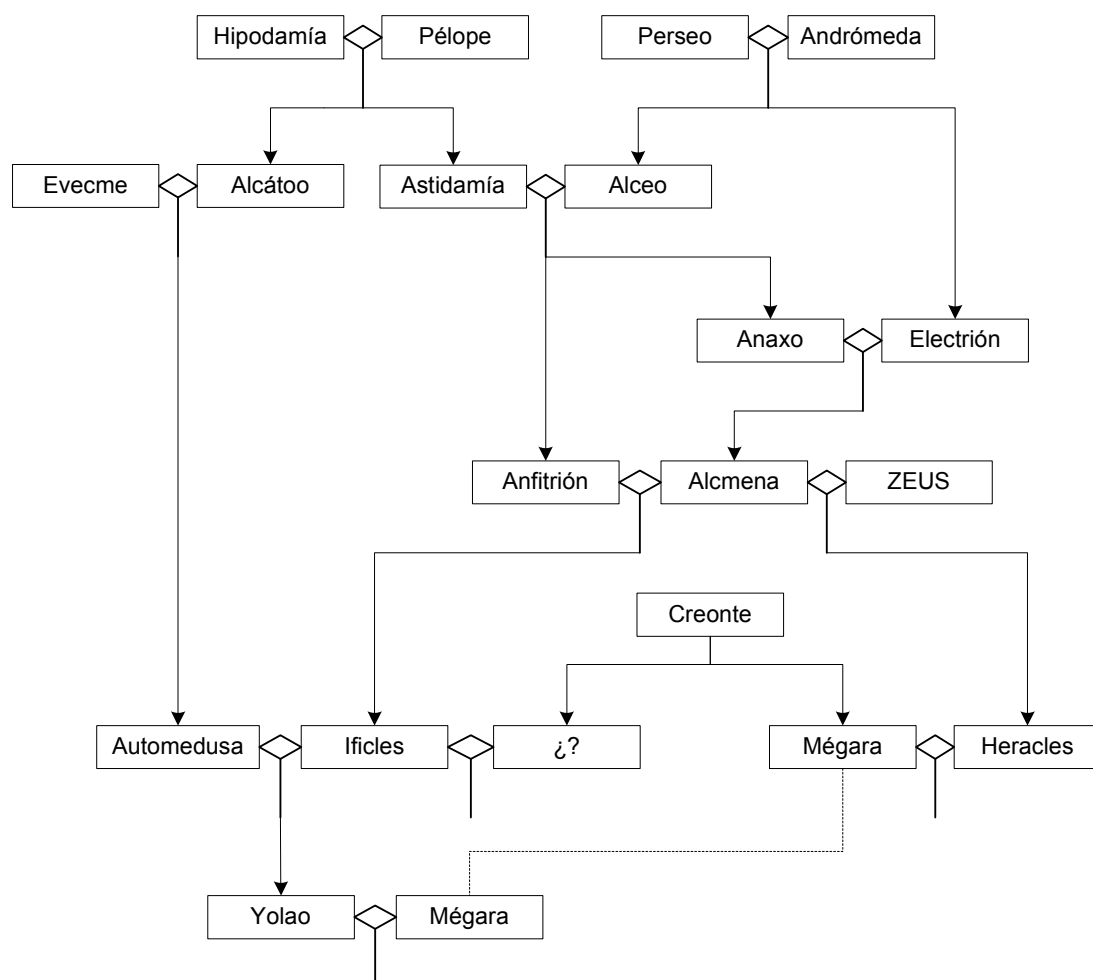 Hipodamía
Pélope
Perseo
Andrómeda
Evecme
Alcátoo
Astidamía
Alceo
Anaxo
Electrión
Anfitrión
Alcmena
ZEUS
Creonte
Automedusa
Ificles
¿?
Mégara
Heracles
Yolao
Mégara